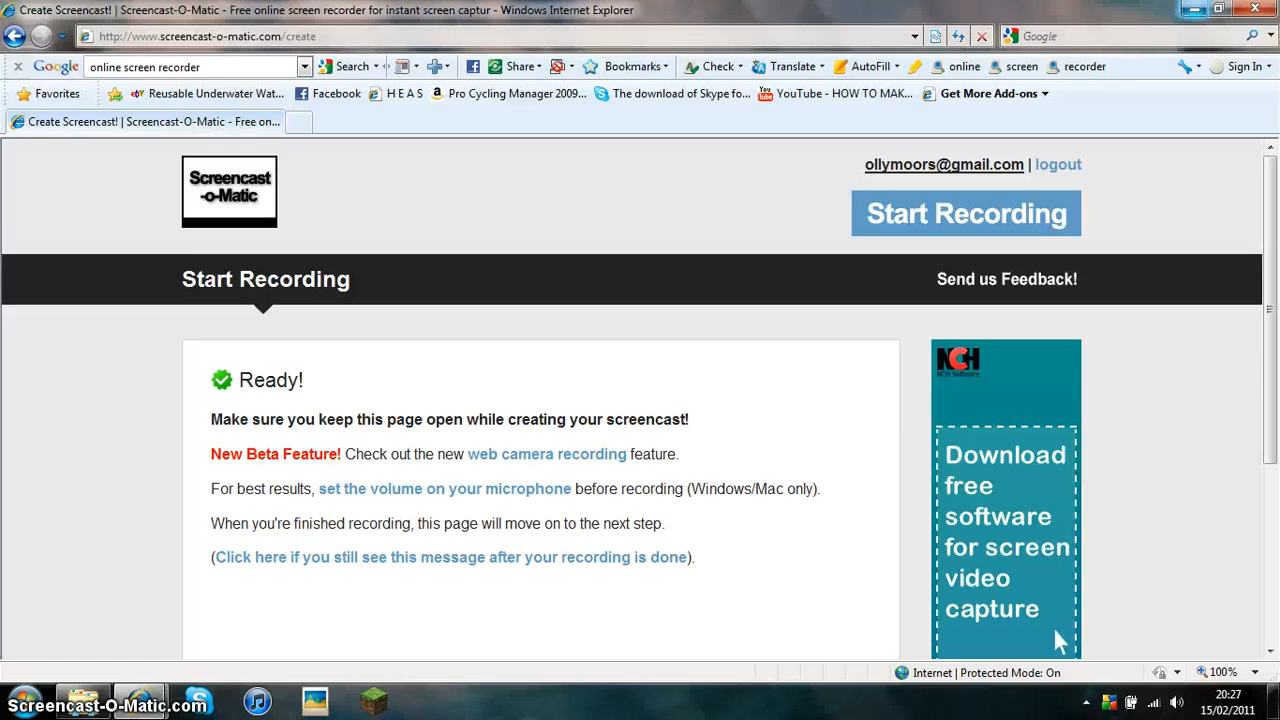 Create Screencast! | Screencast-O-Matic - Free online screen recorder for instant screen captur - Windows Internet Explorer
http://www.screencast-o-matic.com/create
Google
Google
online screen recorder
Search
Share
Bookmarks
Check
Translate
AutoFill
online
screen
recorder
Sign In
Favorites
Reusable Underwater Wat...
Facebook
H E A S
Pro Cycling Manager 2009...
The download of Skype fo...
YouTube - HOW TO MAK...
Get More Add-ons
Create Screencast! | Screencast-O-Matic - Free on...
Screencast
-o-Matic
ollymoors@gmail.com | logout
Start Recording
Start Recording
Send us Feedback!
Ready!
Make sure you keep this page open while creating your screencast!
New Beta Feature! Check out the new web camera recording feature.
For best results, set the volume on your microphone before recording (Windows/Mac only).
When you're finished recording, this page will move on to the next step.
(Click here if you still see this message after your recording is done).
NCH
NCH Software
Download
free
software
for screen
video
capture
Internet | Protected Mode: On
100%
Screencast-O-Matic.com
20:27
15/02/2011